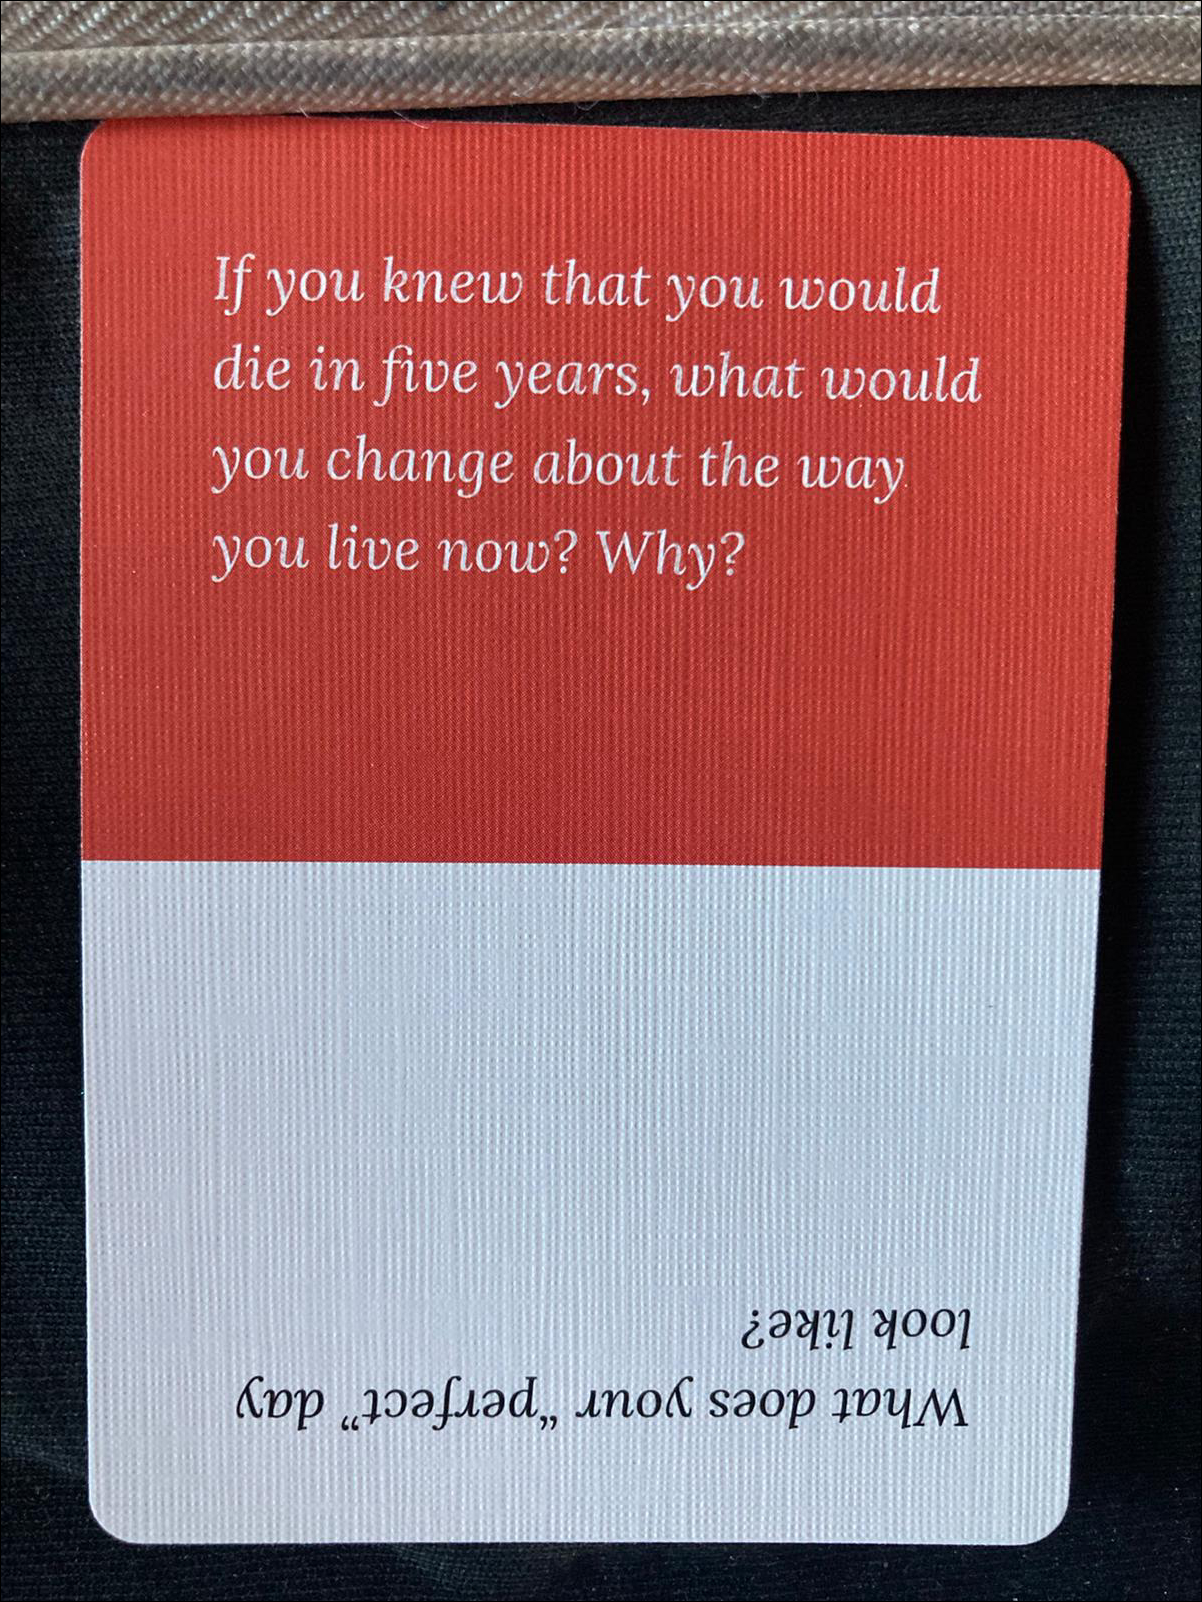 If you knew that you would
die in five years, what would
you change about the way
you live now? Why?
What does your “perfect” day
look like?